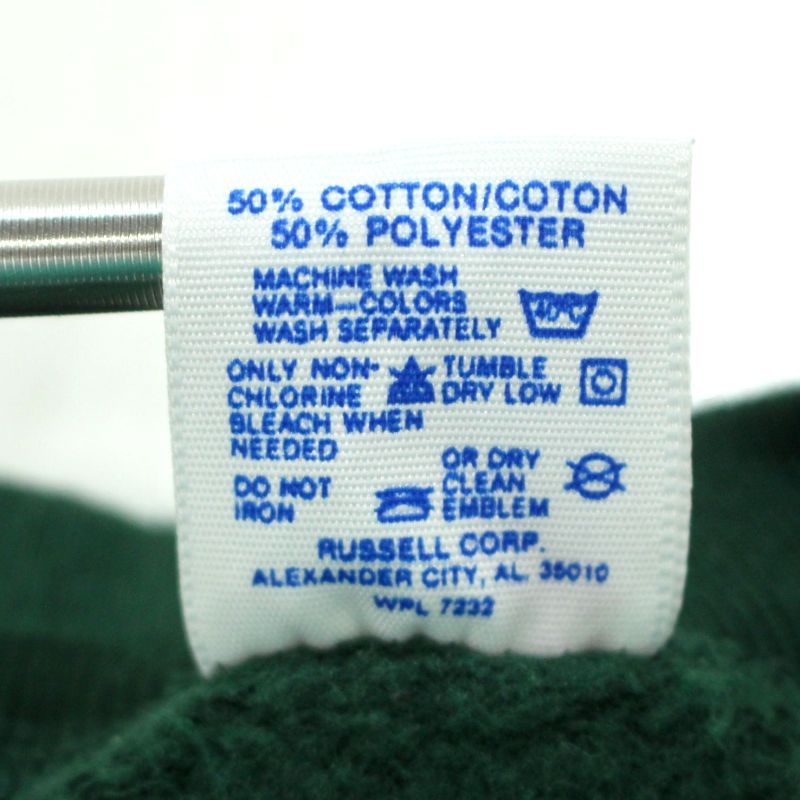 50% COTTON/COTON
50% POLYESTER
MACHINE WASH
WARM-COLORS
WASH SEPARATELY
40°C
ONLY NON-
CHLORINE
BLEACH WHEN
NEEDED
TUMBLE
DRY LOW
DO NOT
IRON
OR DRY
CLEAN
EMBLEM
RUSSELL CORP.
ALEXANDER CITY, AL. 35010
WPL 7232